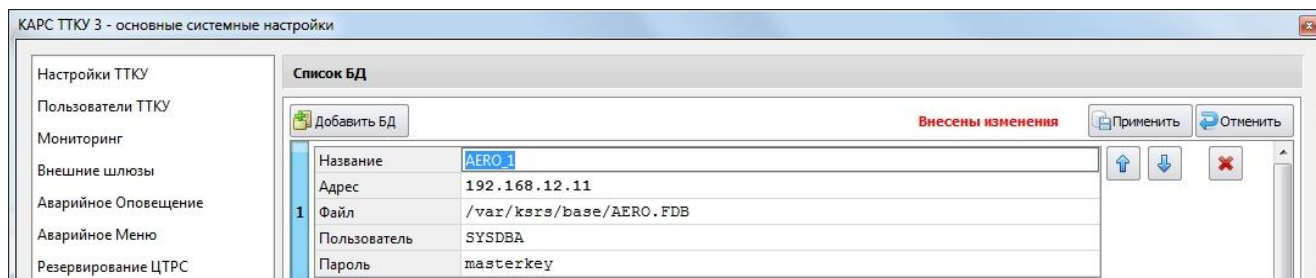 КАРС ТТКУ 3 - основные системные настройки
Настройки ТТКУ
Пользователи ТТКУ
Мониторинг
Внешние шлюзы
Аварийное Оповещение
Аварийное Меню
Резервирование ЦТРС
Список БД
Добавить БД
Внесены изменения
Применить
Отменить
1
Название AERO_1
Адрес 192.168.12.11
Файл /var/ksrs/base/AERO.FDB
Пользователь SYSDBA
Пароль masterkey